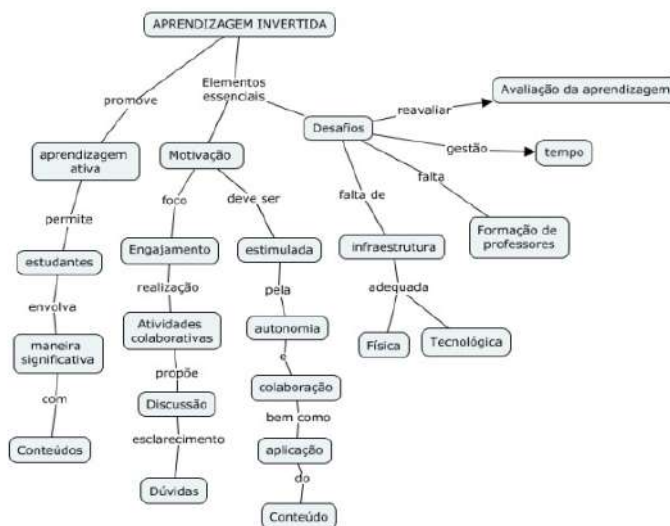 APRENDIZAGEM INVERTIDA
Elementos
essenciais
promove
Avaliação da aprendizagem
reavaliar
Desafios
gestão
tempo
aprendizagem
ativa
Motivação
falta
foco
deve ser
falta de
permite
Formação de
professores
estudantes
Engajamento
estimulada
infraestrutura
envolva
realização
pela
adequada
maneira
significativa
Atividades
colaborativas
autonomia
Física
Tecnológica
e
propõe
colaboração
com
Discussão
bem como
Conteúdos
esclarecimento
aplicação
do
Dúvidas
Conteúdo